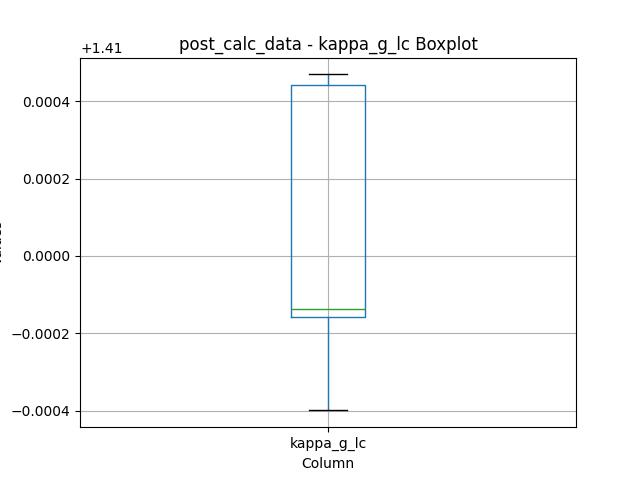 post_calc_data - kappa_g_lc Boxplot
+1.41
0.0004
0.0002
0.0000
−0.0002
−0.0004
kappa_g_lc
Column